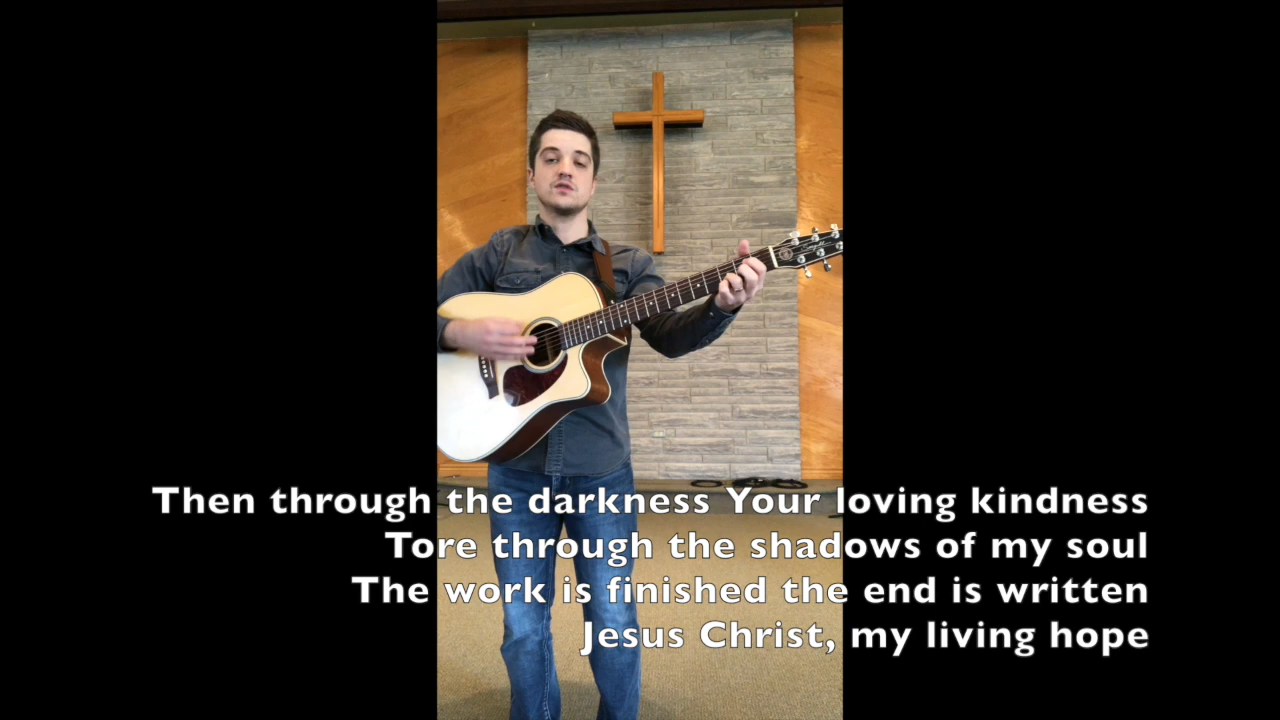 Then through the darkness Your loving kindness
Tore through the shadows of my soul
The work is finished the end is written
Jesus Christ, my living hope